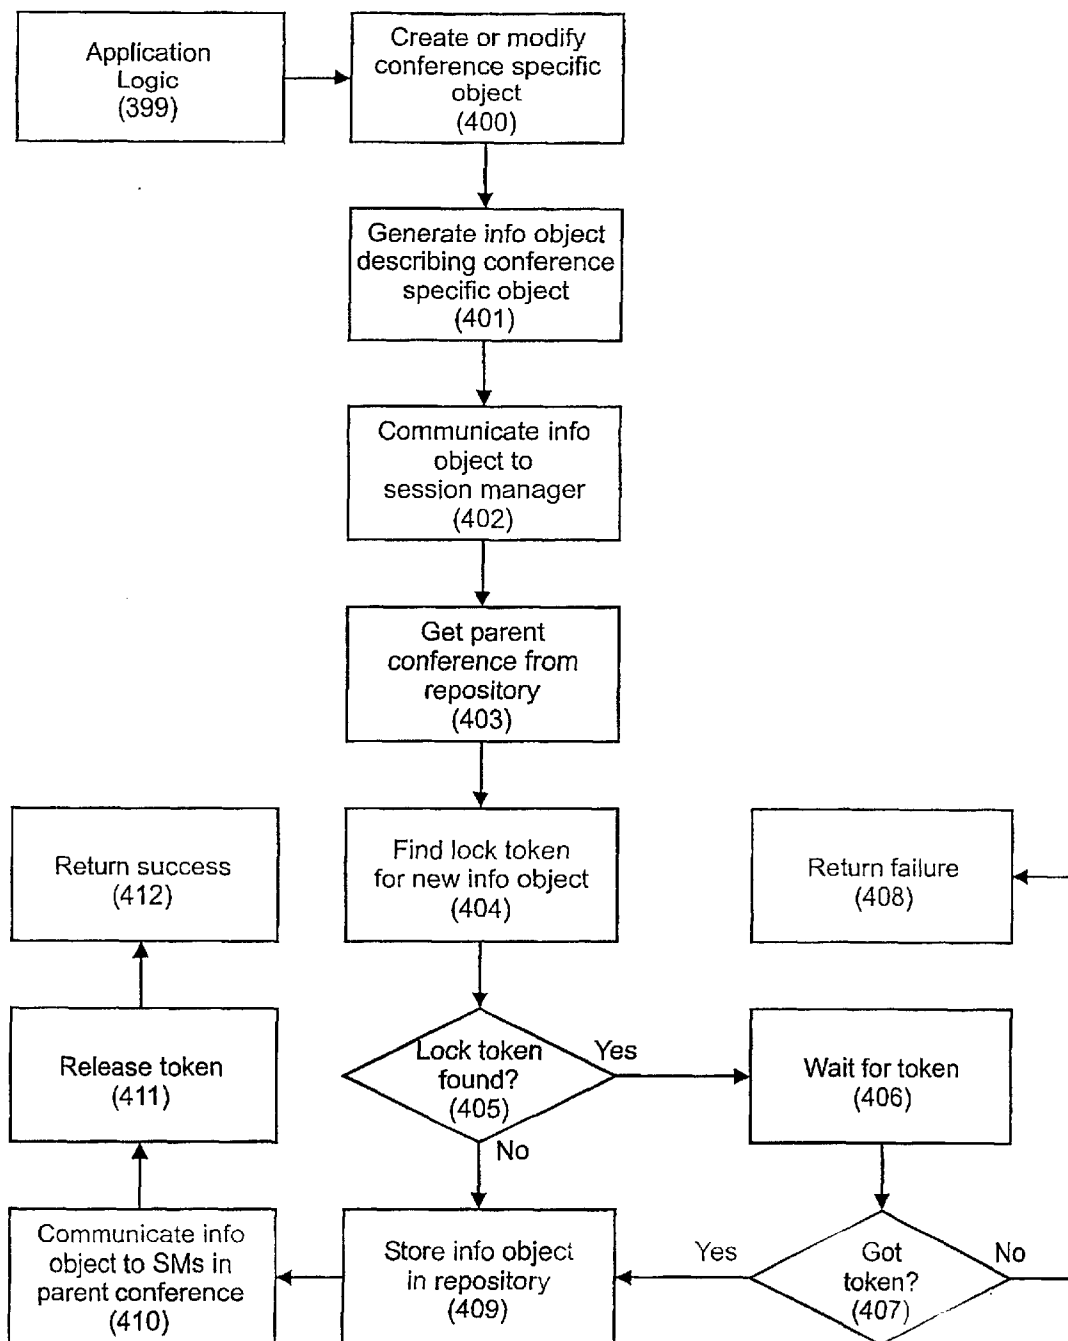 Application
Logic
(399)
Create or modify
conference specific
object
(400)
Generate info object
describing conference
specific object
(401)
Communicate info
object to
session manager
(402)
Get parent
conference from
repository
(403)
Return success
(412)
Find lock token
for new info object
(404)
Return failure
(408)
Release token
(411)
Lock token
found?
(405)
Yes
No
Wait for token
(406)
Communicate info
object to SMs in
parent conference
(410)
Store info object
in repository
(409)
Yes
Got
token?
(407)
No